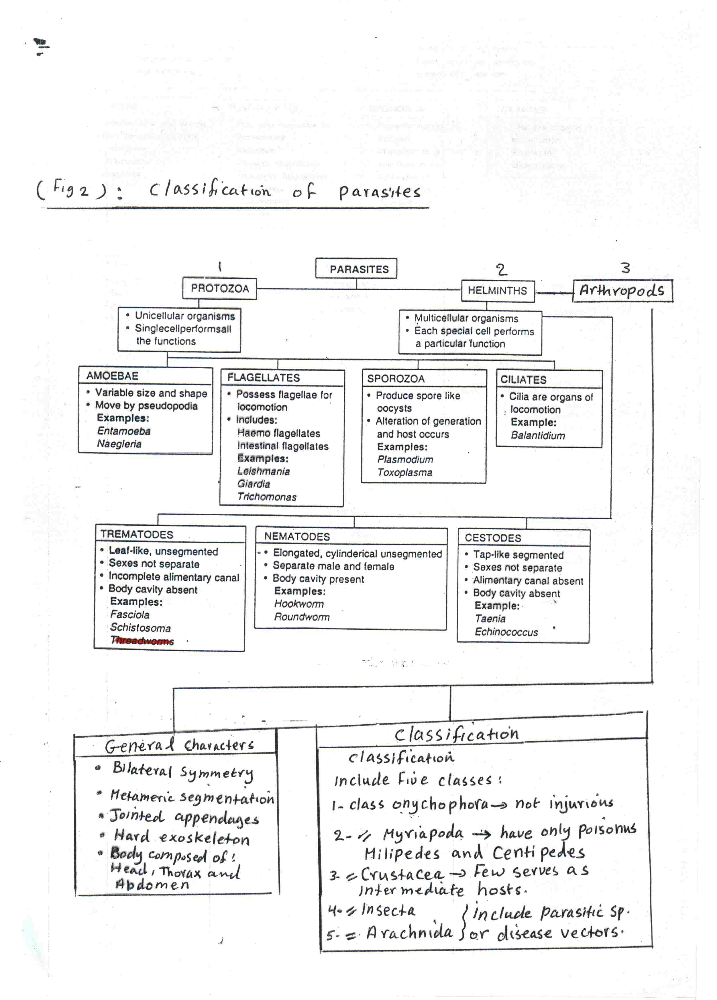 (Fig 2): Classification of parasites
PARASITES
1
2
3
PROTOZOA
HELMINTHS
Arthropods
• Unicellular organisms
• Singlecellperformsall
the functions
• Multicellular organisms
• Each special cell performs
a particular function
AMOEBAE
• Variable size and shape
• Move by pseudopodia
Examples:
Entamoeba
Naegleria
FLAGELLATES
• Possess flagellae for
locomotion
• Includes:
Haemo flagellates
Intestinal flagellates
Examples:
Leishmania
Giardia
Trichomonas
SPOROZOA
• Produce spore like
oocysts
• Alteration of generation
and host occurs
Examples:
Plasmodium
Toxoplasma
CILIATES
• Cilia are organs of
locomotion
Example:
Balantidium
TREMATODES
• Leaf-like, unsegmented
• Sexes not separate
• Incomplete alimentary canal
• Body cavity absent
Examples:
Fasciola
Schistosoma
Threadworms
NEMATODES
• Elongated, cylinderical unsegmented
• Separate male and female
• Body cavity present
Examples:
Hookworm
Roundworm
CESTODES
• Tap-like segmented
• Sexes not separate
• Alimentary canal absent
• Body cavity absent
Example:
Taenia
Echinococcus
General characters
• Bilateral symmetry
• Metameric segmentation
• Jointed appendages
• Hard exoskeleton
• Body composed of:
Head, Thorax and
Abdomen
Classification
classification
include Five classes:
1- class onychophora → not injurious
2- 〃 Myriapoda → have only poisonus
Milipedes and Centipedes
3- 〃 Crustacea → Few serves as
intermediate hosts.
4- 〃 Insecta } include parasitic sp.
5- 〃 Arachnida } or disease vectors.